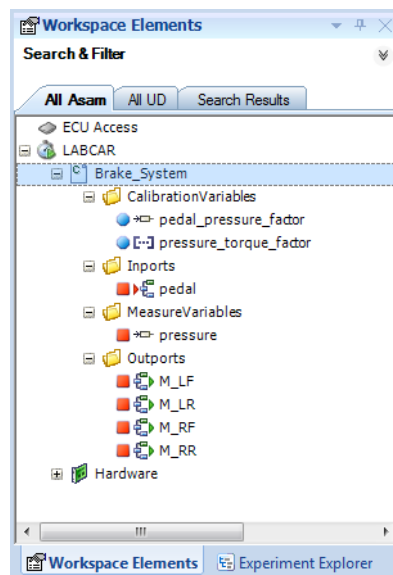 Workspace Elements
Search & Filter
All Asam All UD Search Results
ECU Access
LABCAR
Brake_System
CalibrationVariables
pedal_pressure_factor
pressure_torque_factor
Inports
pedal
MeasureVariables
pressure
Outports
M_LF
M_LR
M_RF
M_RR
Hardware
Workspace Elements Experiment Explorer